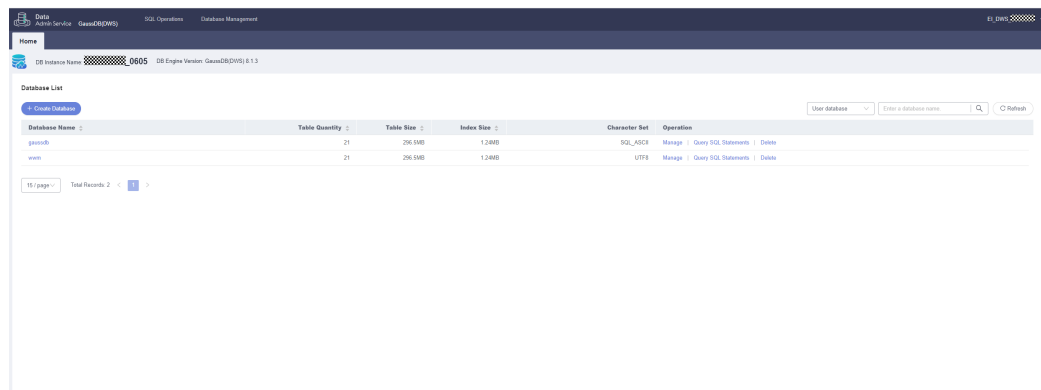 Data
Admin Service GaussDB(DWS) SQL Operations Database Management EI_DWS_
Home
DB Instance Name: _0605 DB Engine Version: GaussDB(DWS) 8.1.3
Database List
+ Create Database User database Enter a database name. Refresh
Database Name Table Quantity Table Size Index Size Character Set Operation
gaussdb 21 296.5MB 1.24MB SQL_ASCII Manage | Query SQL Statements | Delete
wwm 21 296.5MB 1.24MB UTF8 Manage | Query SQL Statements | Delete
15 / page Total Records: 2 < 1 >